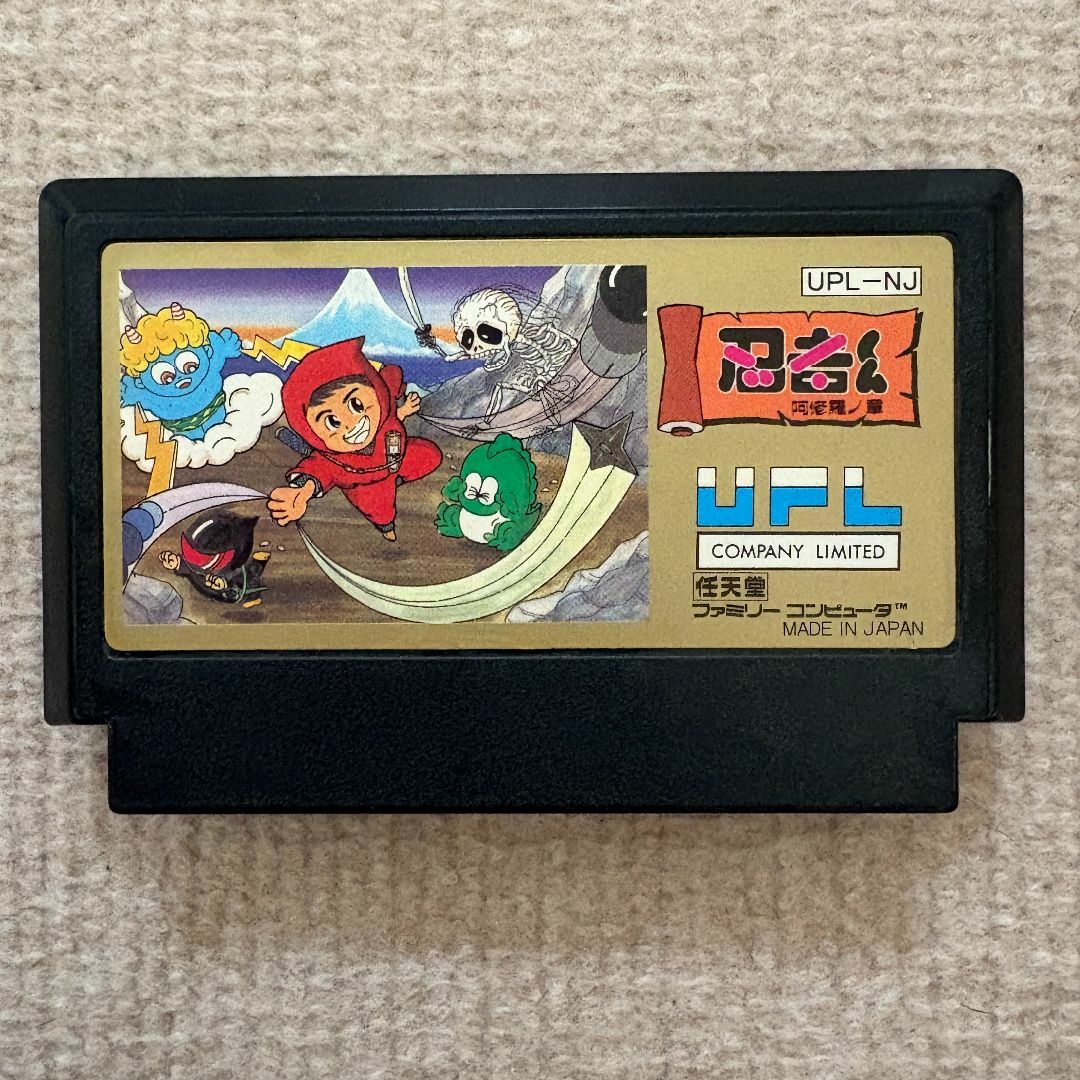 UPL-NJ
忍者くん
阿修羅ノ章
UPL
COMPANY LIMITED
任天堂
ファミリー コンピュータ™
MADE IN JAPAN